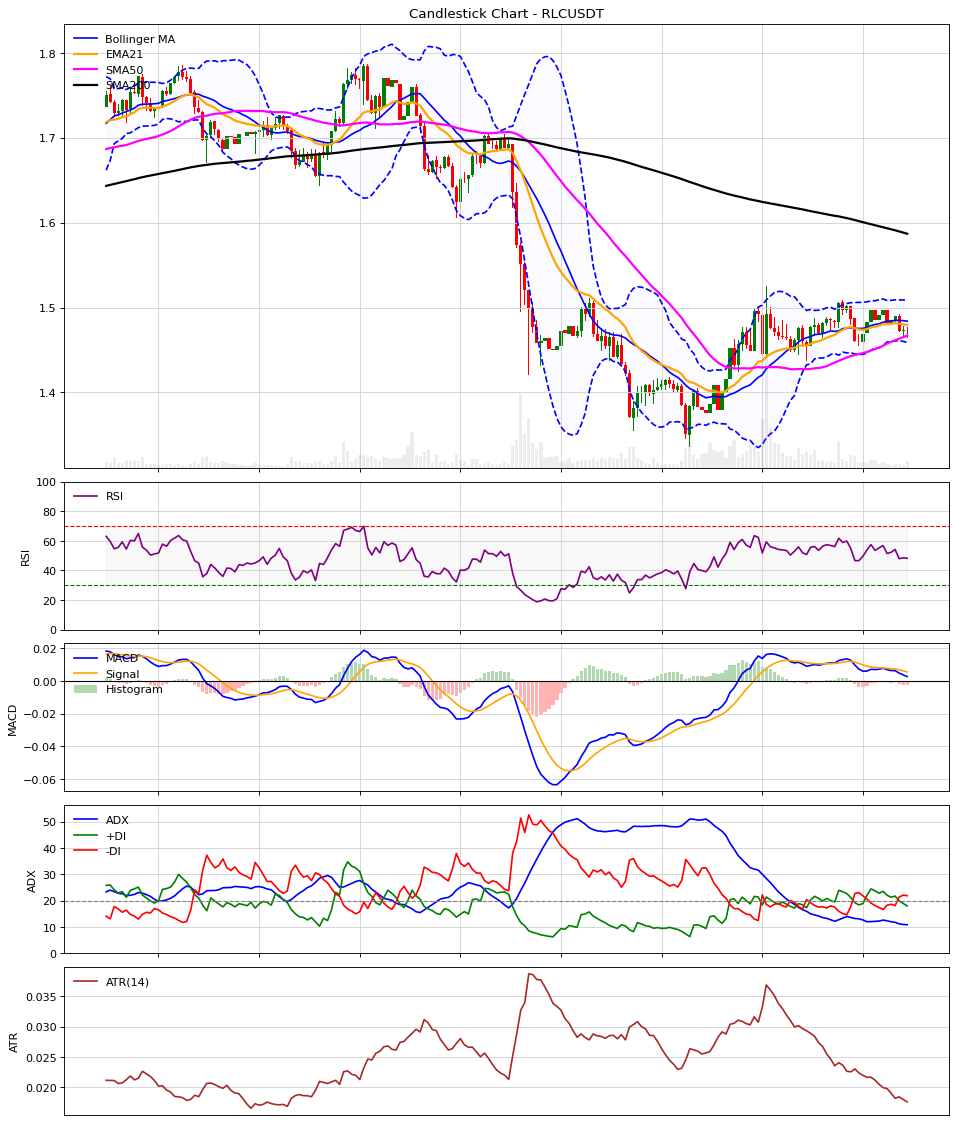 Candlestick Chart - RLCUSDT
Bollinger MA
EMA21
SMA50
SMA200
1.8
1.7
1.6
1.5
1.4
RSI
100
80
60
40
20
0
RSI
MACD
Signal
Histogram
0.02
0.00
−0.02
−0.04
−0.06
MACD
ADX
+DI
-DI
50
40
30
20
10
0
ADX
ATR(14)
0.035
0.030
0.025
0.020
ATR